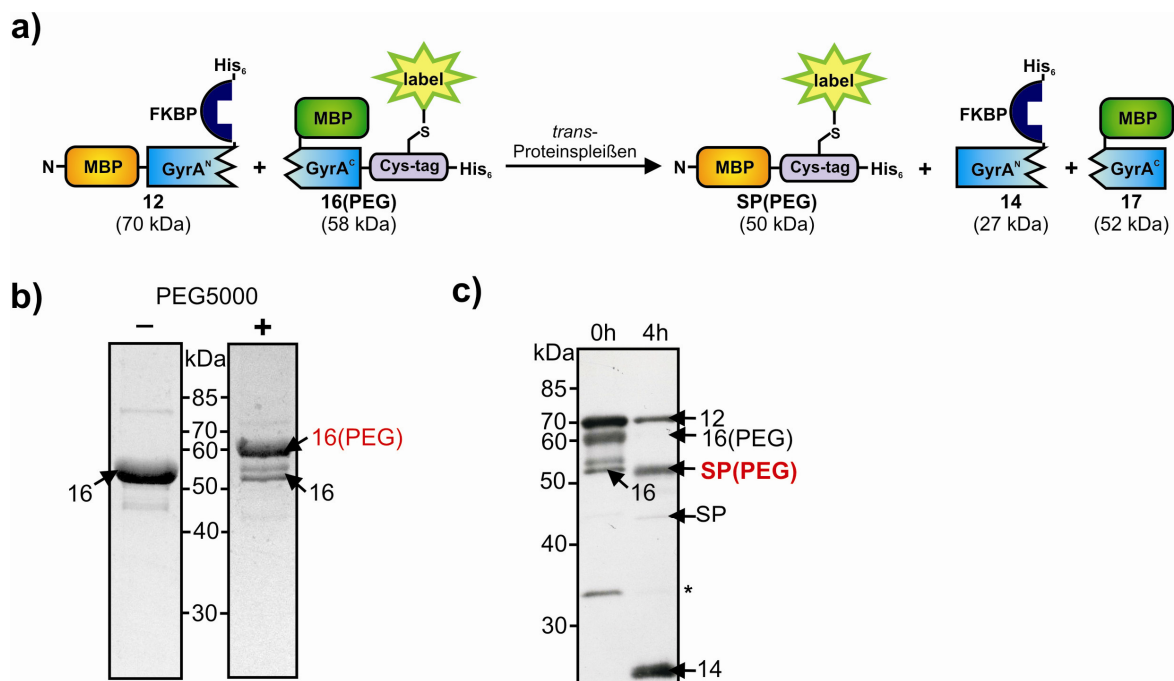 a)
His₆
FKBP
N
MBP
GyrAᴺ
12
(70 kDa)
+
MBP
GyrAᶜ
label
S
Cys-tag
His₆
16(PEG)
(58 kDa)
trans-
Proteinspleißen
N
MBP
label
S
Cys-tag
His₆
SP(PEG)
(50 kDa)
+
His₆
FKBP
GyrAᴺ
14
(27 kDa)
+
MBP
GyrAᶜ
17
(52 kDa)
b)
PEG5000
– +
kDa
85
70
60
50
40
30
16(PEG)
16
16
c)
0h 4h
kDa
85
70
60
50
40
30
12
16(PEG)
SP(PEG)
16
SP
*
14